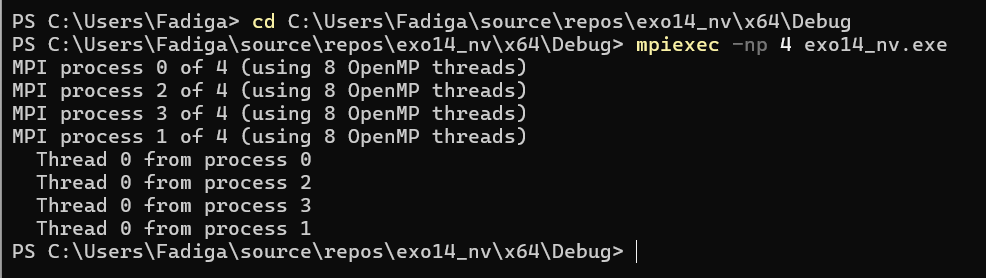 PS C:\Users\Fadiga> cd C:\Users\Fadiga\source\repos\exo14_nv\x64\Debug
PS C:\Users\Fadiga\source\repos\exo14_nv\x64\Debug> mpiexec -np 4 exo14_nv.exe
MPI process 0 of 4 (using 8 OpenMP threads)
MPI process 2 of 4 (using 8 OpenMP threads)
MPI process 3 of 4 (using 8 OpenMP threads)
MPI process 1 of 4 (using 8 OpenMP threads)
  Thread 0 from process 0
  Thread 0 from process 2
  Thread 0 from process 3
  Thread 0 from process 1
PS C:\Users\Fadiga\source\repos\exo14_nv\x64\Debug>